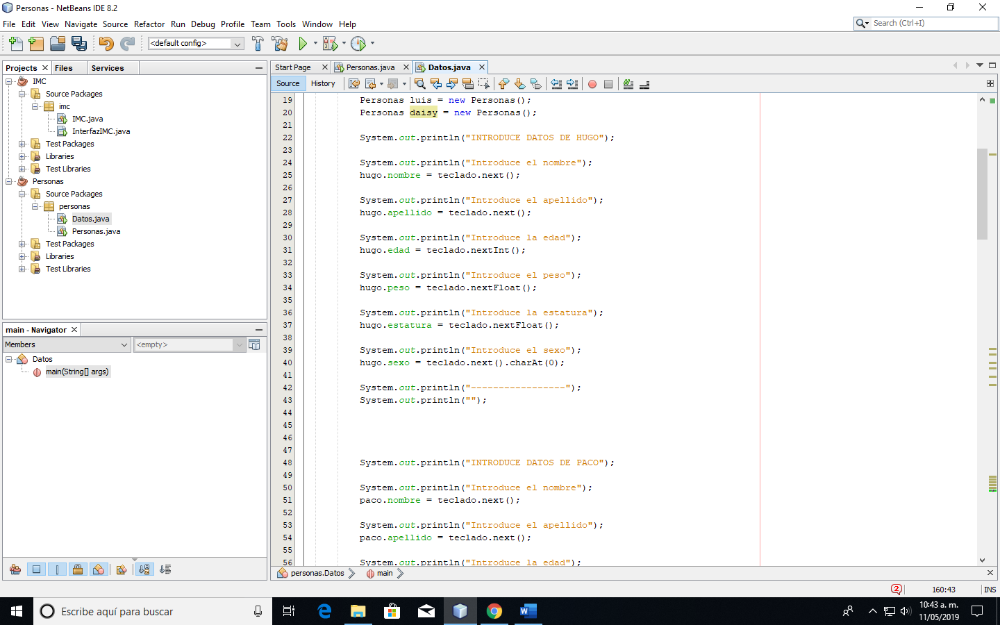 Personas - NetBeans IDE 8.2
File Edit View Navigate Source Refactor Run Debug Profile Team Tools Window Help
Search (Ctrl+I)
<default config>
Projects Files Services
IMC
Source Packages
imc
IMC.java
InterfazIMC.java
Test Packages
Libraries
Test Libraries
Personas
Source Packages
personas
Datos.java
Personas.java
Test Packages
Libraries
Test Libraries
main - Navigator
Members <empty>
Datos
main(String[] args)
Start Page Personas.java Datos.java
Source History
19 Personas luis = new Personas();
20 Personas daisy = new Personas();
21
22 System.out.println("INTRODUCE DATOS DE HUGO");
23
24 System.out.println("Introduce el nombre");
25 hugo.nombre = teclado.next();
26
27 System.out.println("Introduce el apellido");
28 hugo.apellido = teclado.next();
29
30 System.out.println("Introduce la edad");
31 hugo.edad = teclado.nextInt();
32
33 System.out.println("Introduce el peso");
34 hugo.peso = teclado.nextFloat();
35
36 System.out.println("Introduce la estatura");
37 hugo.estatura = teclado.nextFloat();
38
39 System.out.println("Introduce el sexo");
40 hugo.sexo = teclado.next().charAt(0);
41
42 System.out.println("-----------------");
43 System.out.println("");
44
45
46
47
48 System.out.println("INTRODUCE DATOS DE PACO");
49
50 System.out.println("Introduce el nombre");
51 paco.nombre = teclado.next();
52
53 System.out.println("Introduce el apellido");
54 paco.apellido = teclado.next();
55
56 System.out.println("Introduce la edad");
personas.Datos main
2 160:43 INS
Escribe aquí para buscar
10:43 a. m.
11/05/2019